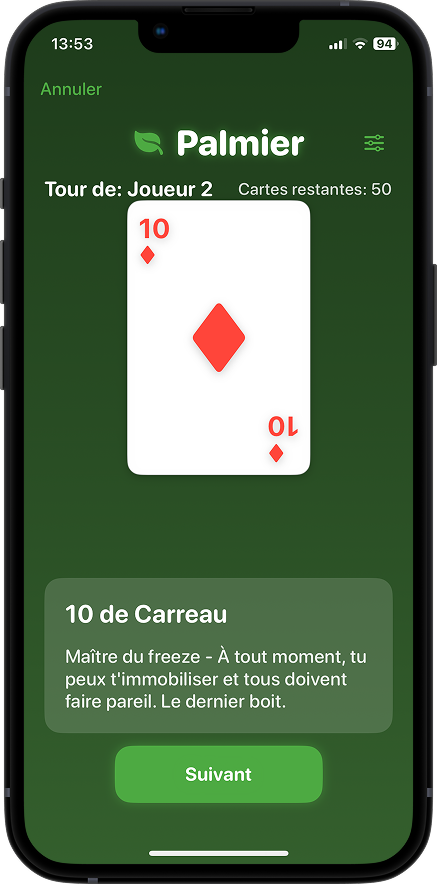 13:53
94
Annuler
Palmier
Tour de: Joueur 2
Cartes restantes: 50
10
10
10 de Carreau
Maître du freeze - À tout moment, tu
peux t'immobiliser et tous doivent
faire pareil. Le dernier boit.
Suivant